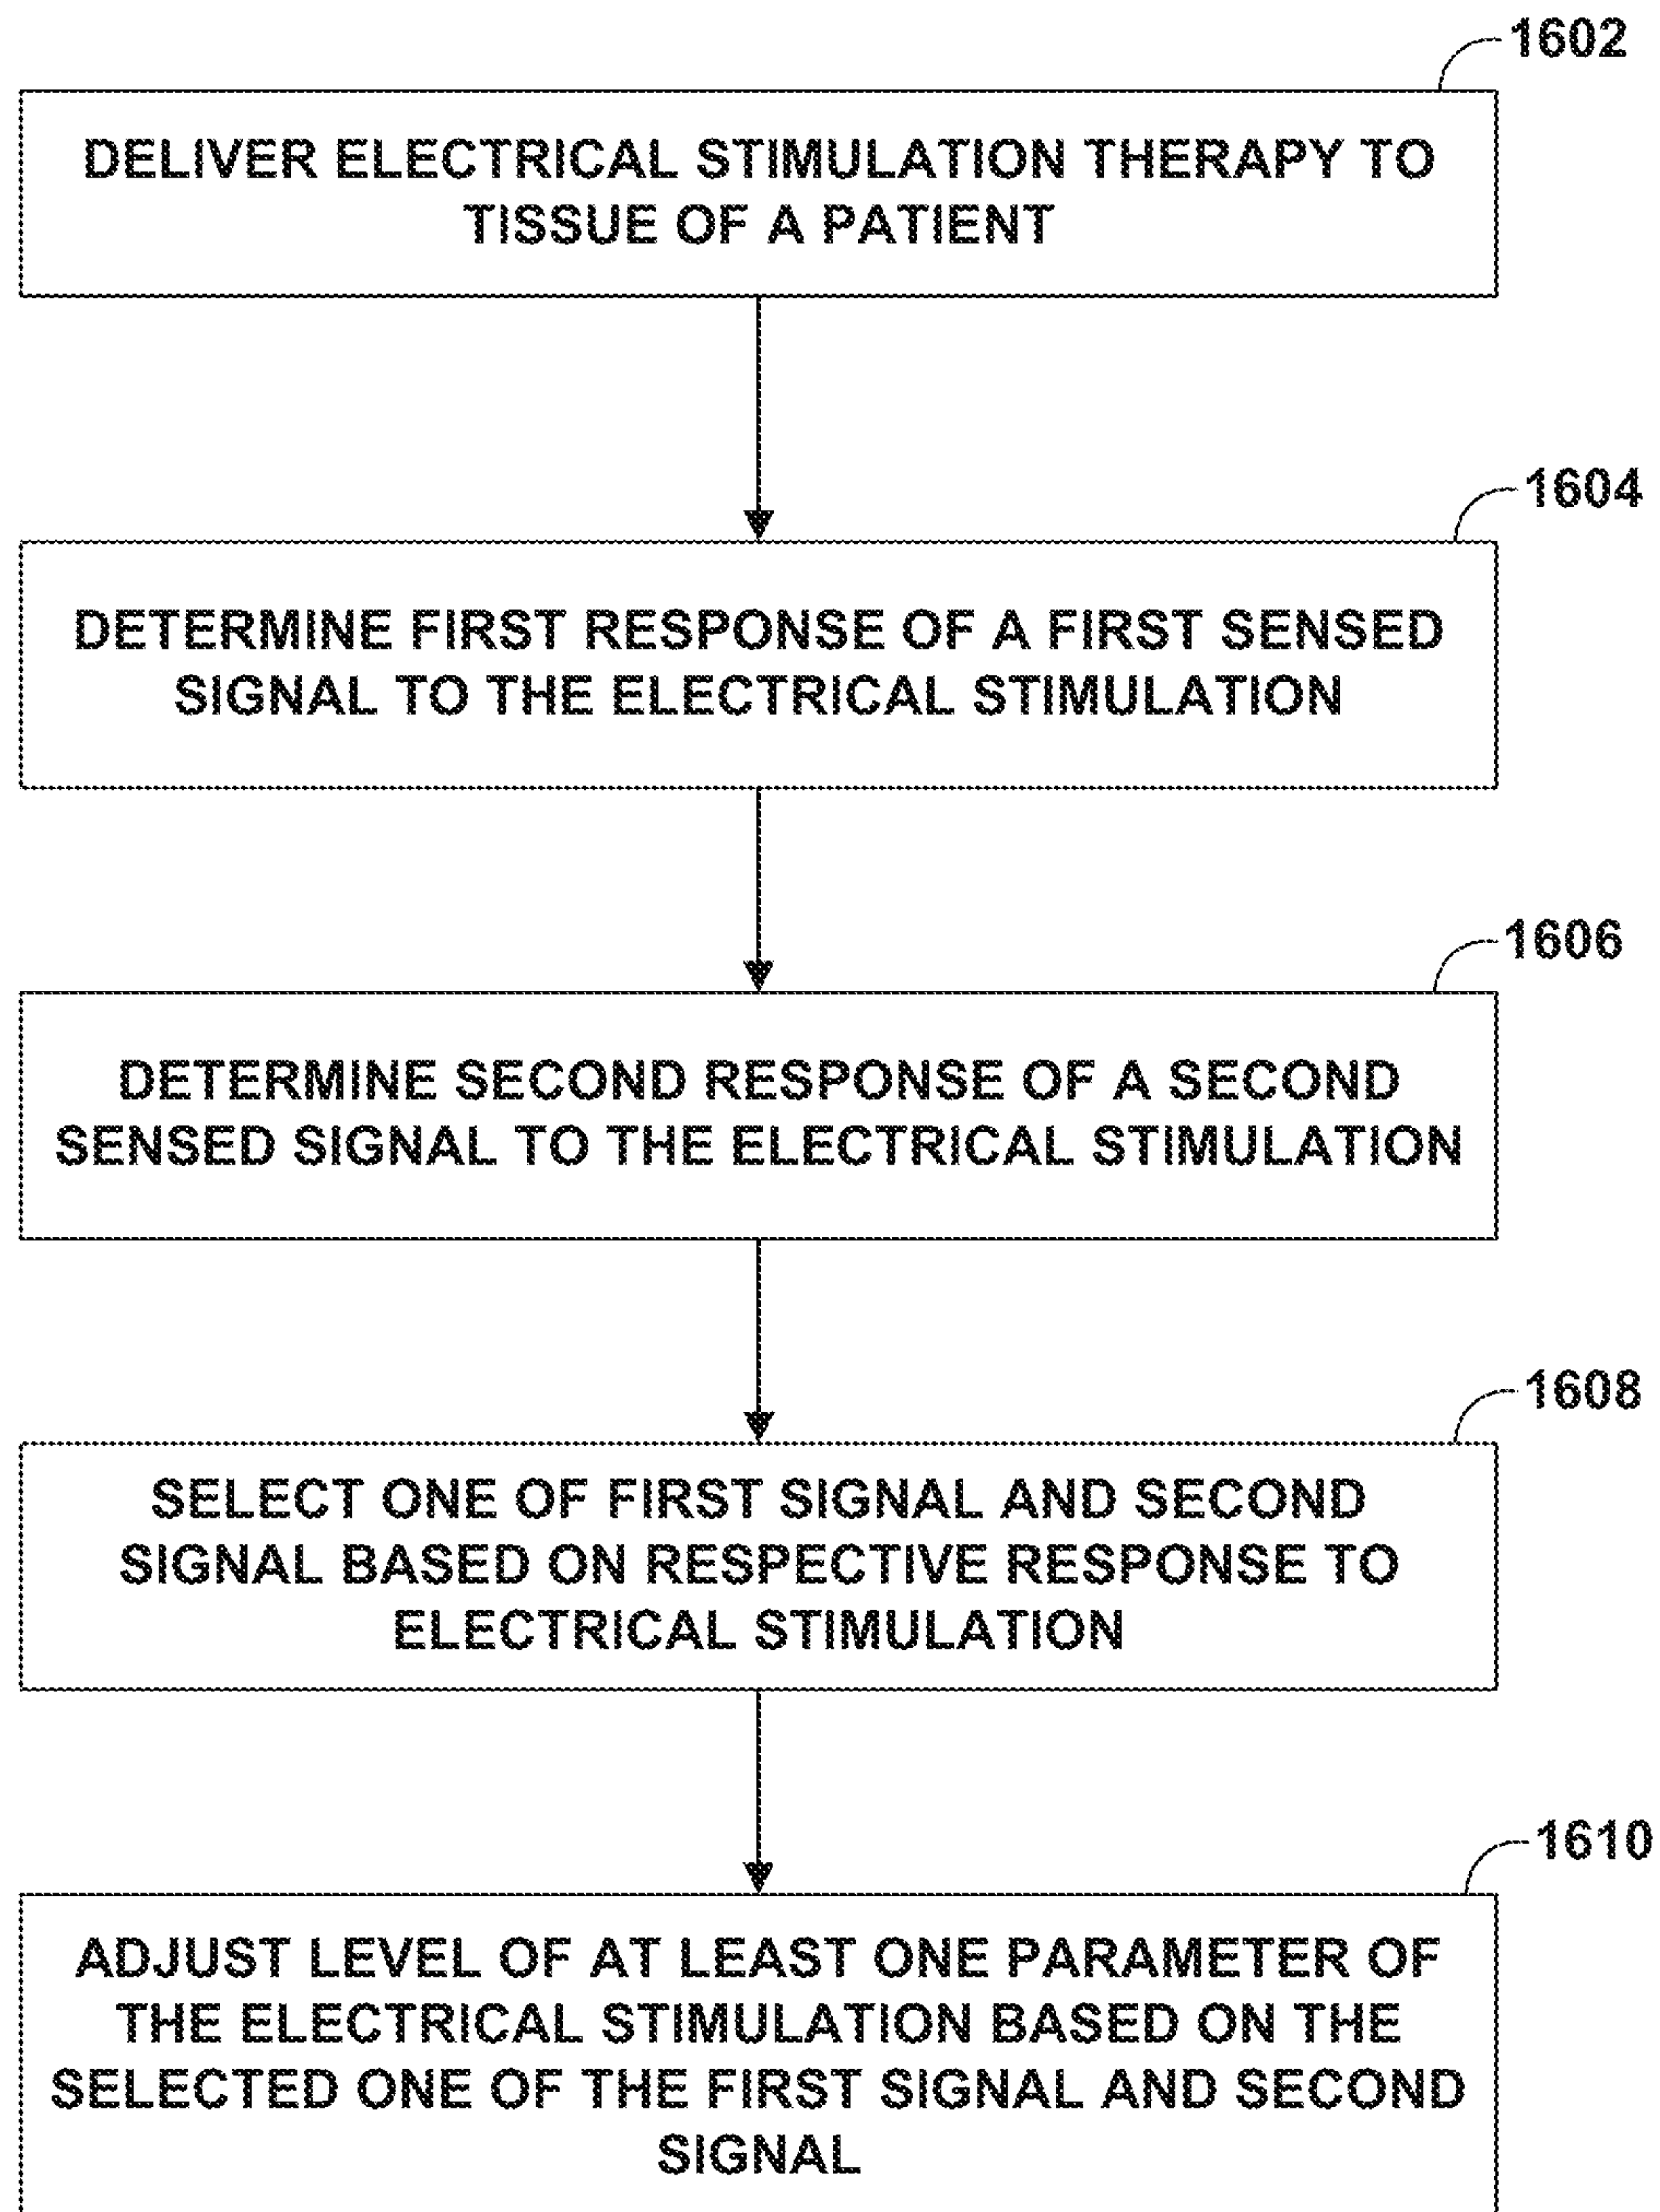 1602
DELIVER ELECTRICAL STIMULATION THERAPY TO
TISSUE OF A PATIENT
1604
DETERMINE FIRST RESPONSE OF A FIRST SENSED
SIGNAL TO THE ELECTRICAL STIMULATION
1606
DETERMINE SECOND RESPONSE OF A SECOND
SENSED SIGNAL TO THE ELECTRICAL STIMULATION
1608
SELECT ONE OF FIRST SIGNAL AND SECOND
SIGNAL BASED ON RESPECTIVE RESPONSE TO
ELECTRICAL STIMULATION
1610
ADJUST LEVEL OF AT LEAST ONE PARAMETER OF
THE ELECTRICAL STIMULATION BASED ON THE
SELECTED ONE OF THE FIRST SIGNAL AND SECOND
SIGNAL